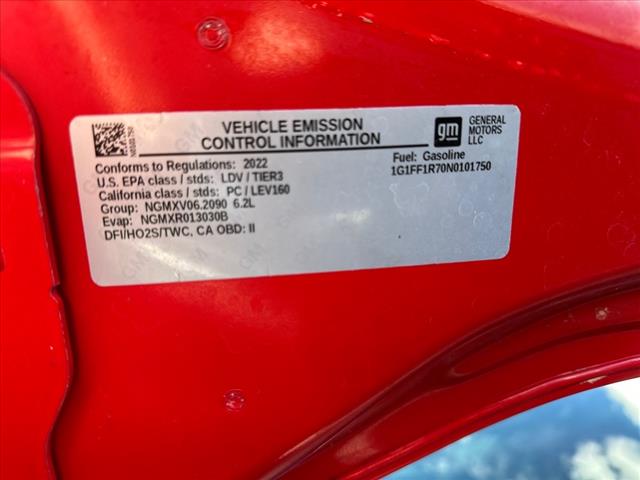 VEHICLE EMISSION
CONTROL INFORMATION
gm
GENERAL
MOTORS
LLC
N0101750
Conforms to Regulations: 2022
U.S. EPA class / stds: LDV / TIER3
California class / stds: PC / LEV160
Group: NGMXV06.2090 6.2L
Evap: NGMXR013030B
DFI/HO2S/TWC, CA OBD: II
Fuel: Gasoline
1G1FF1R70N0101750